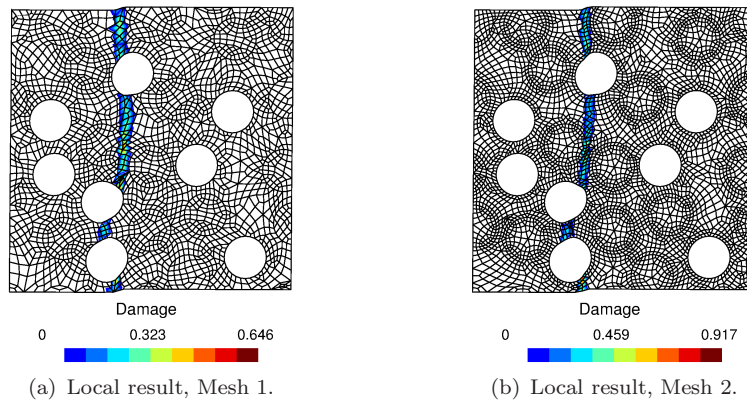 Damage
0 0.323 0.646
(a) Local result, Mesh 1.
Damage
0 0.459 0.917
(b) Local result, Mesh 2.